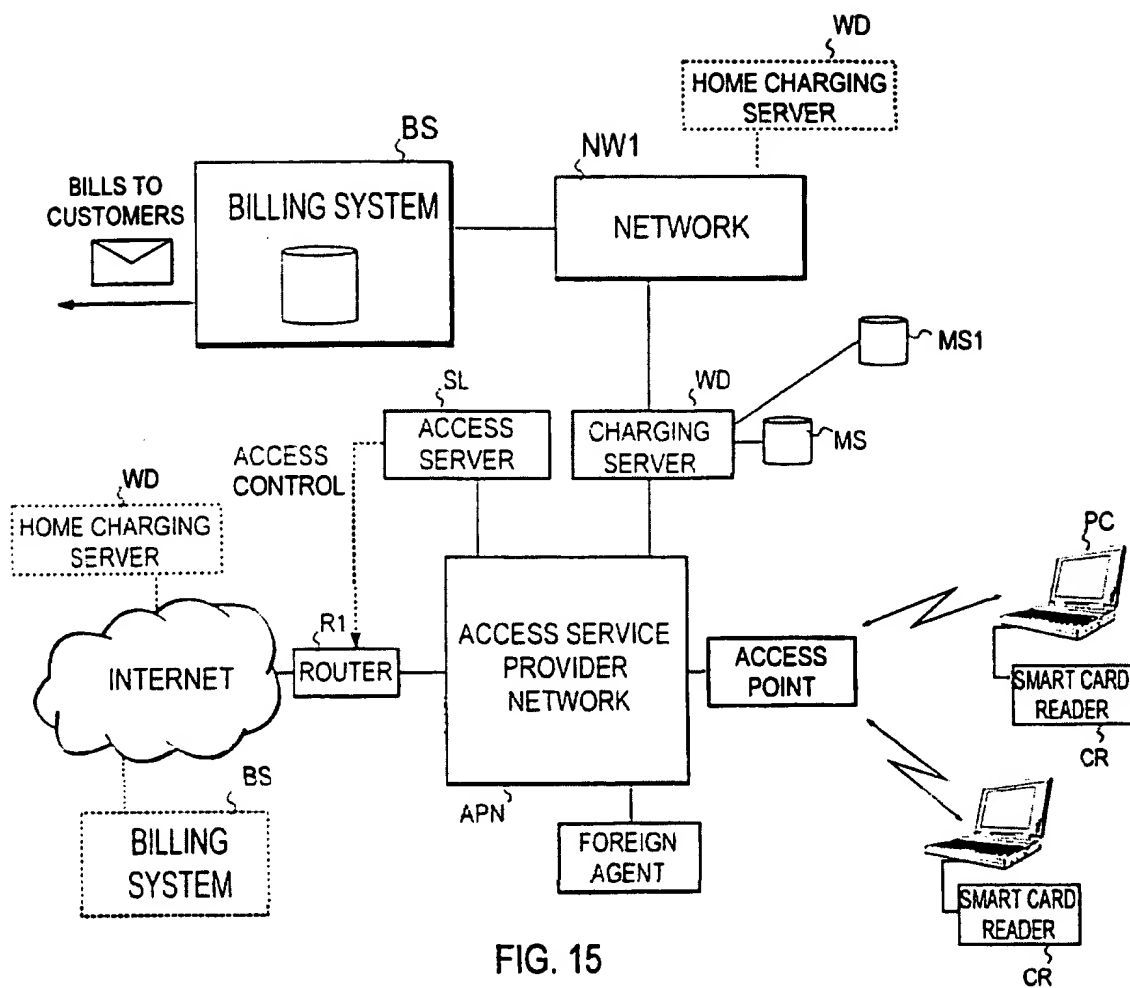 WD
HOME CHARGING
SERVER
BS
NW1
BILLS TO
CUSTOMERS
BILLING SYSTEM
NETWORK
MS1
SL
WD
ACCESS
SERVER
CHARGING
SERVER
MS
ACCESS
CONTROL
WD
HOME CHARGING
SERVER
PC
R1
INTERNET
ROUTER
ACCESS SERVICE
PROVIDER
NETWORK
ACCESS
POINT
SMART CARD
READER
CR
BS
APN
BILLING
SYSTEM
FOREIGN
AGENT
SMART CARD
READER
CR
FIG. 15